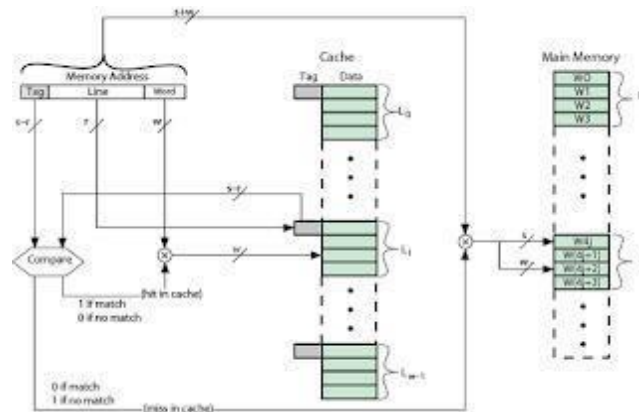 s+w
Cache
Main Memory
Memory Address
Tag Data
Tag Line Word
W0
W1
W2
W3
L0
s-r
r
w
s-r
s
w
W4j
W(4j+1)
W(4j+2)
W(4j+3)
Compare
w
Li
(hit in cache)
1 if match
0 if no match
0 if match
1 if no match
(miss in cache)
Lm-1